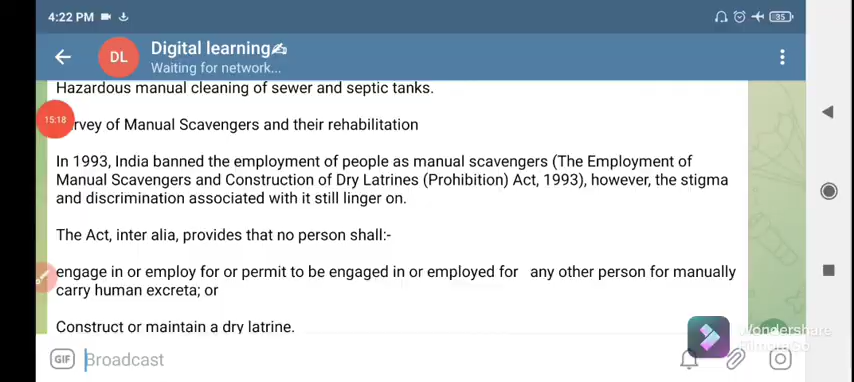 4:22 PM
35
DL
Digital learning✍
Waiting for network...
Hazardous manual cleaning of sewer and septic tanks.
15:18
rvey of Manual Scavengers and their rehabilitation
In 1993, India banned the employment of people as manual scavengers (The Employment of
Manual Scavengers and Construction of Dry Latrines (Prohibition) Act, 1993), however, the stigma
and discrimination associated with it still linger on.
The Act, inter alia, provides that no person shall:-
engage in or employ for or permit to be engaged in or employed for any other person for manually
carry human excreta; or
Construct or maintain a dry latrine.
Wondershare
FilmoraGo
GIF
Broadcast